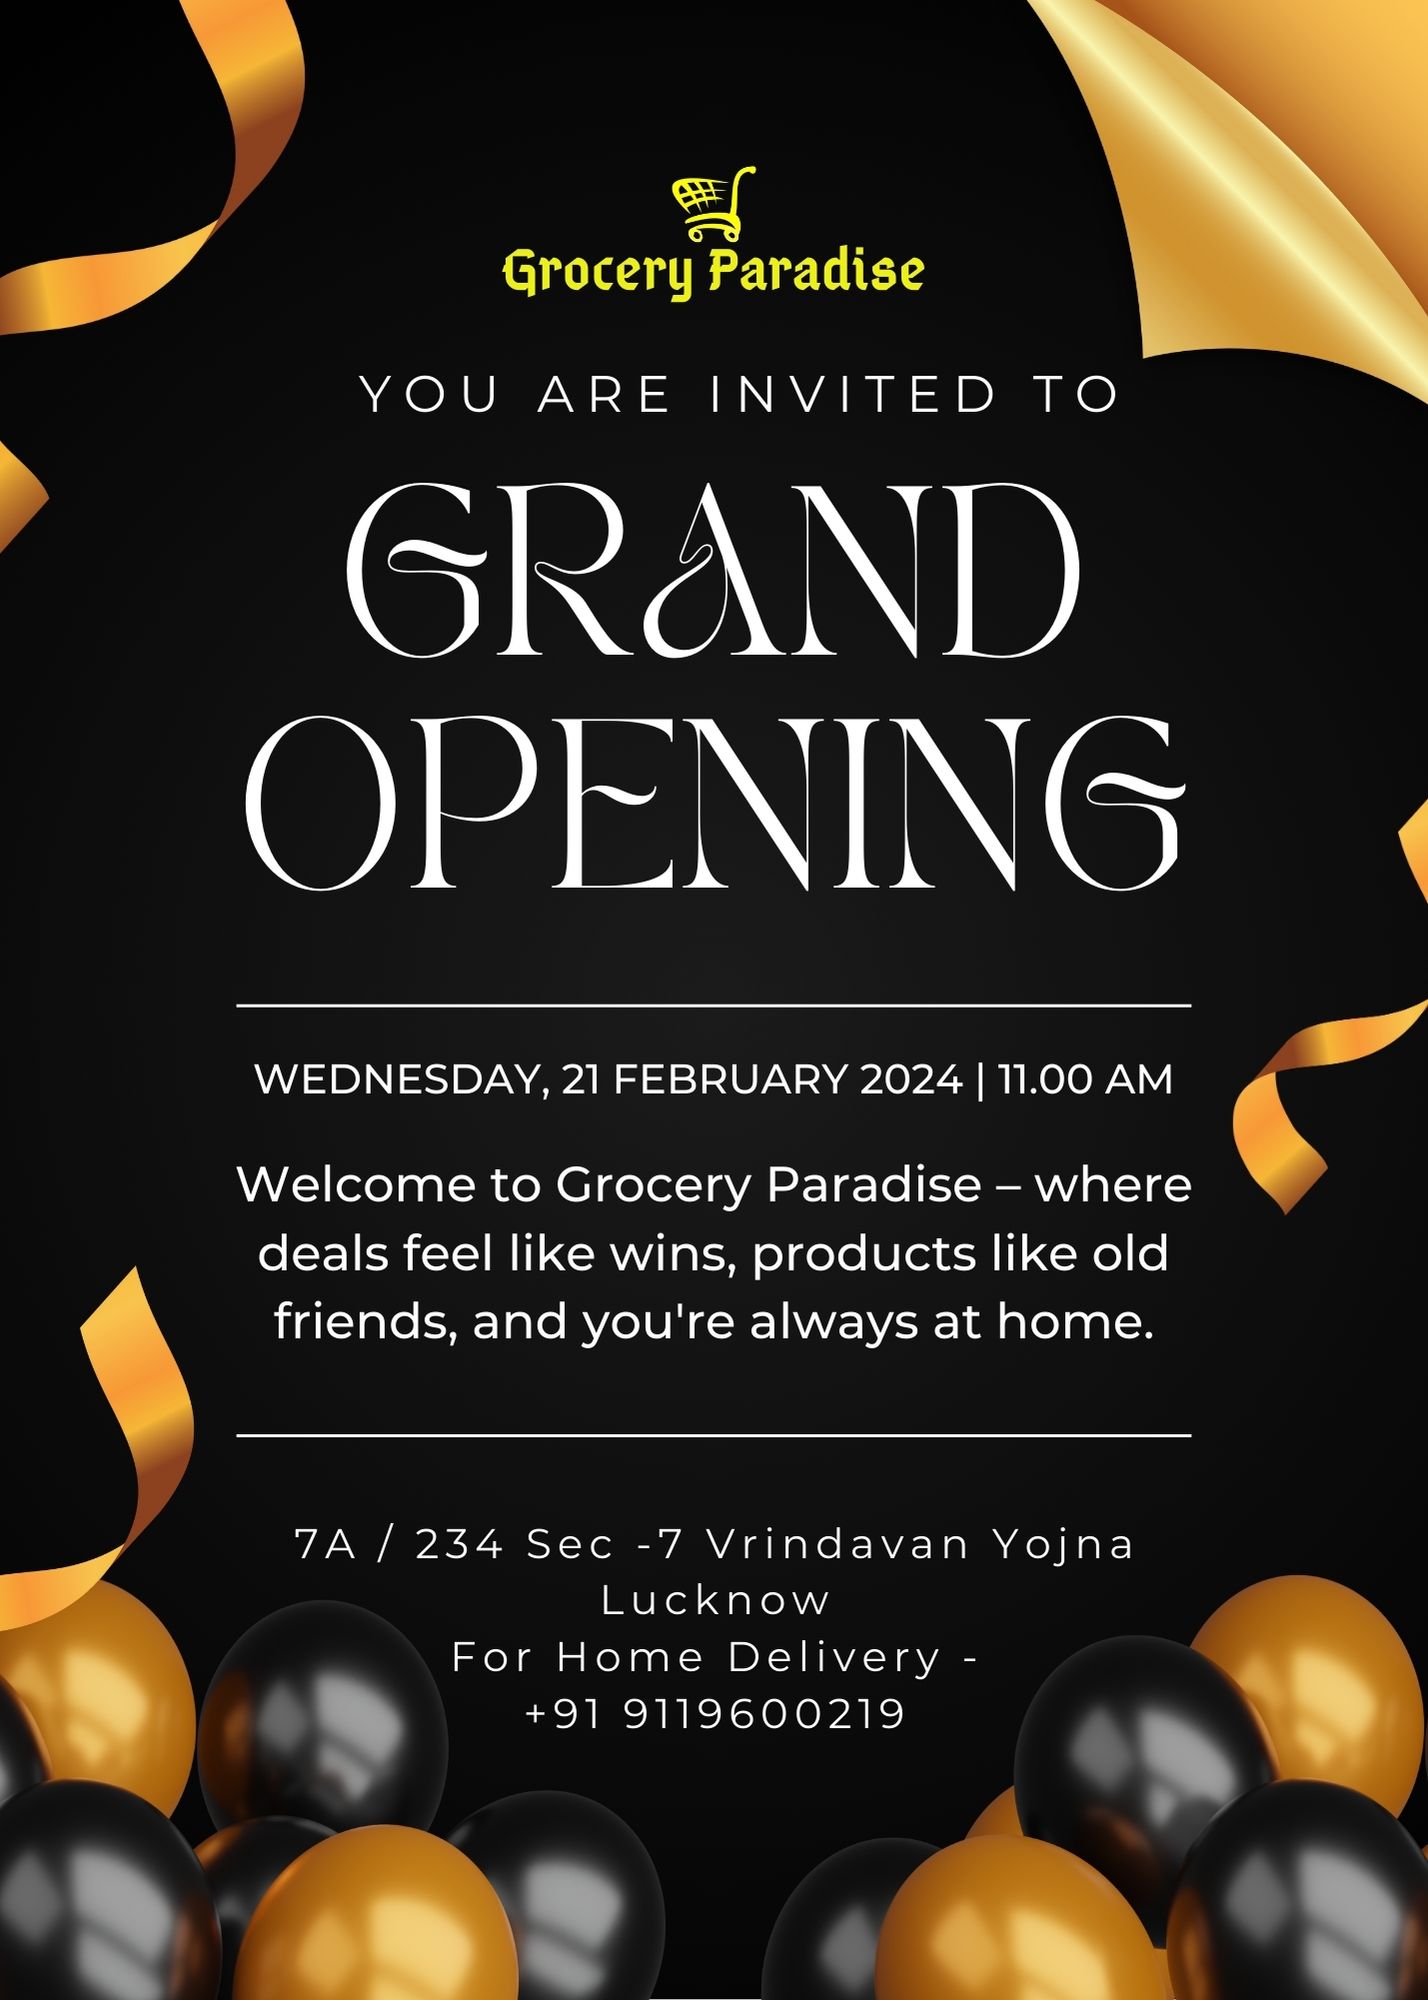 Grocery Paradise
YOU ARE INVITED TO
GRAND
OPENING
WEDNESDAY, 21 FEBRUARY 2024 | 11.00 AM
Welcome to Grocery Paradise – where
deals feel like wins, products like old
friends, and you're always at home.
7A / 234 Sec -7 Vrindavan Yojna
Lucknow
For Home Delivery -
+91 9119600219